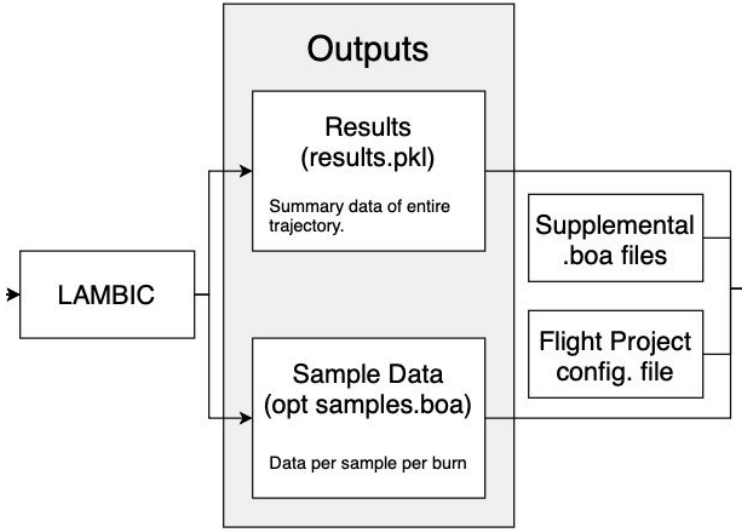 Outputs
Results
(results.pkl)
Summary data of entire
trajectory.
LAMBIC
Supplemental
.boa files
Flight Project
config. file
Sample Data
(opt samples.boa)
Data per sample per burn